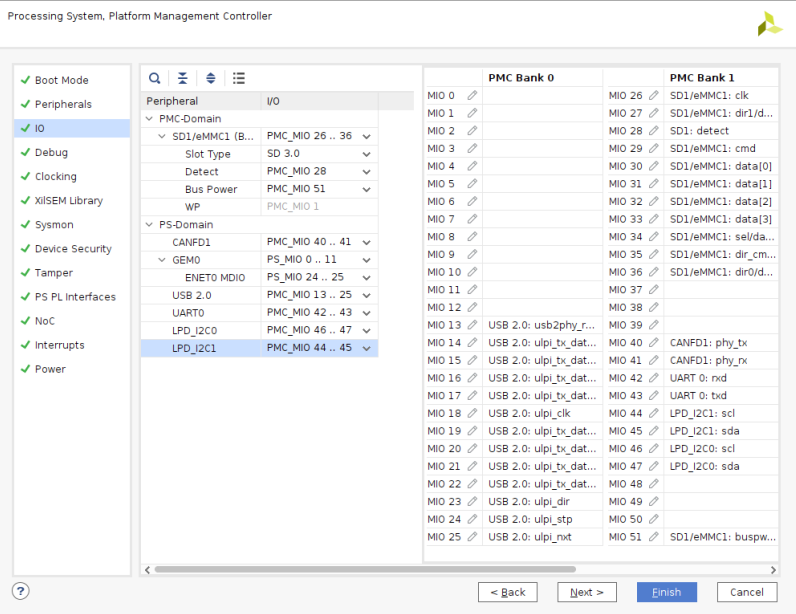 Processing System, Platform Management Controller
Boot Mode
Peripherals
IO
Debug
Clocking
XilSEM Library
Sysmon
Device Security
Tamper
PS PL Interfaces
NoC
Interrupts
Power
Peripheral I/O
PMC-Domain
SD1/eMMC1 (B... PMC_MIO 26 .. 36
Slot Type SD 3.0
Detect PMC_MIO 28
Bus Power PMC_MIO 51
WP PMC_MIO 1
PS-Domain
CANFD1 PMC_MIO 40 .. 41
GEM0 PS_MIO 0 .. 11
ENET0 MDIO PS_MIO 24 .. 25
USB 2.0 PMC_MIO 13 .. 25
UART0 PMC_MIO 42 .. 43
LPD_I2C0 PMC_MIO 46 .. 47
LPD_I2C1 PMC_MIO 44 .. 45
PMC Bank 0 PMC Bank 1
MIO 0 MIO 26 SD1/eMMC1: clk
MIO 1 MIO 27 SD1/eMMC1: dir1/d...
MIO 2 MIO 28 SD1: detect
MIO 3 MIO 29 SD1/eMMC1: cmd
MIO 4 MIO 30 SD1/eMMC1: data[0]
MIO 5 MIO 31 SD1/eMMC1: data[1]
MIO 6 MIO 32 SD1/eMMC1: data[2]
MIO 7 MIO 33 SD1/eMMC1: data[3]
MIO 8 MIO 34 SD1/eMMC1: sel/da...
MIO 9 MIO 35 SD1/eMMC1: dir_cm...
MIO 10 MIO 36 SD1/eMMC1: dir0/d...
MIO 11 MIO 37
MIO 12 MIO 38
MIO 13 USB 2.0: usb2phy_r... MIO 39
MIO 14 USB 2.0: ulpi_tx_dat... MIO 40 CANFD1: phy_tx
MIO 15 USB 2.0: ulpi_tx_dat... MIO 41 CANFD1: phy_rx
MIO 16 USB 2.0: ulpi_tx_dat... MIO 42 UART 0: rxd
MIO 17 USB 2.0: ulpi_tx_dat... MIO 43 UART 0: txd
MIO 18 USB 2.0: ulpi_clk MIO 44 LPD_I2C1: scl
MIO 19 USB 2.0: ulpi_tx_dat... MIO 45 LPD_I2C1: sda
MIO 20 USB 2.0: ulpi_tx_dat... MIO 46 LPD_I2C0: scl
MIO 21 USB 2.0: ulpi_tx_dat... MIO 47 LPD_I2C0: sda
MIO 22 USB 2.0: ulpi_tx_dat... MIO 48
MIO 23 USB 2.0: ulpi_dir MIO 49
MIO 24 USB 2.0: ulpi_stp MIO 50
MIO 25 USB 2.0: ulpi_nxt MIO 51 SD1/eMMC1: buspw...
?
< Back
Next >
Finish
Cancel